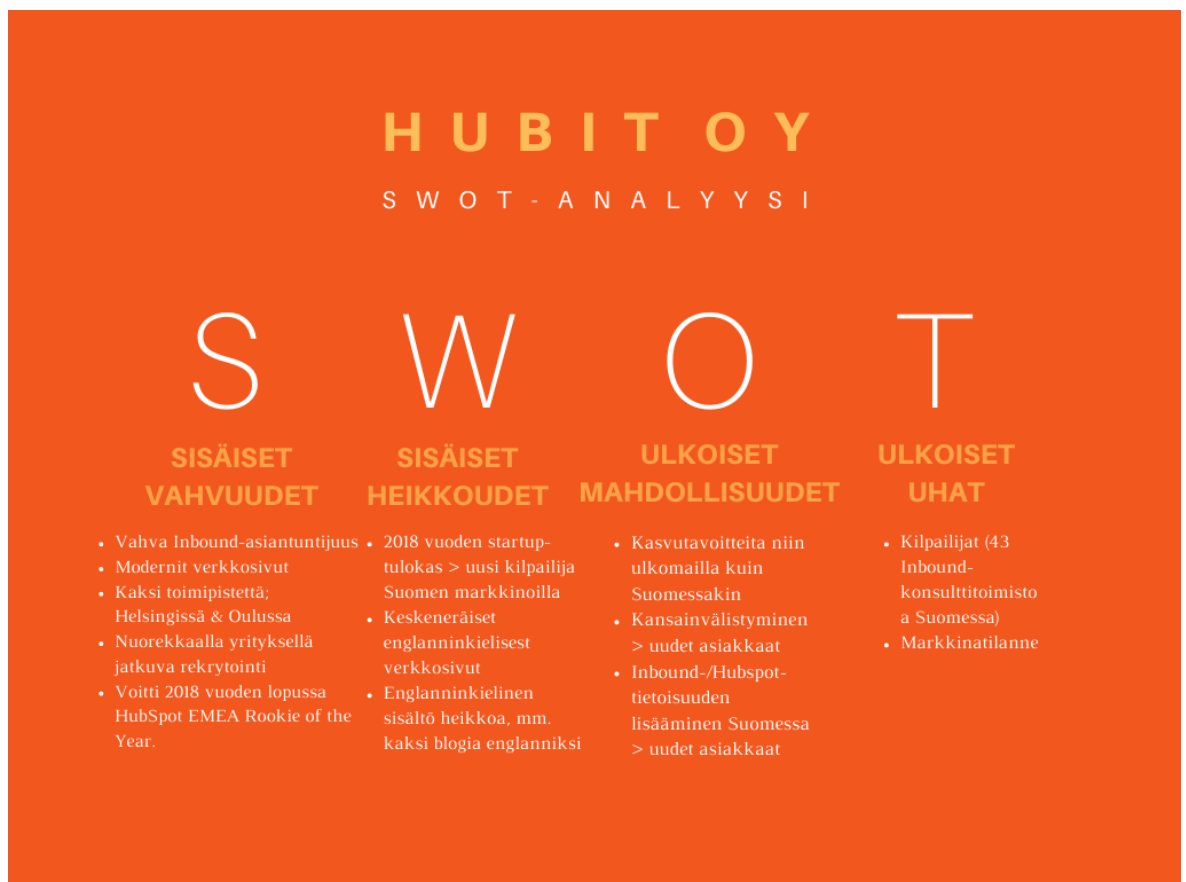 HUBIT OY
SWOT-ANALYYSI
S
SISÄISET
VAHVUUDET
• Vahva Inbound-asiantuntijuus
• Modernit verkkosivut
• Kaksi toimipistettä;
Helsingissä & Oulussa
• Nuorekkaalla yrityksellä
jatkuva rekrytointi
• Voitti 2018 vuoden lopussa
HubSpot EMEA Rookie of the
Year.
W
SISÄISET
HEIKKOUDET
• 2018 vuoden startup-
tulokas > uusi kilpailija
Suomen markkinoilla
• Keskeneräiset
englanninkielisest
verkkosivut
• Englanninkielinen
sisältö heikkoa, mm.
kaksi blogia englanniksi
O
ULKOISET
MAHDOLLISUUDET
• Kasvutavoitteita niin
ulkomailla kuin
Suomessakin
• Kansainvälistyminen
> uudet asiakkaat
• Inbound-/Hubspot-
tietoisuuden
lisääminen Suomessa
> uudet asiakkaat
T
ULKOISET
UHAT
• Kilpailijat (43
Inbound-
konsulttitoimisto
a Suomessa)
• Markkinatilanne